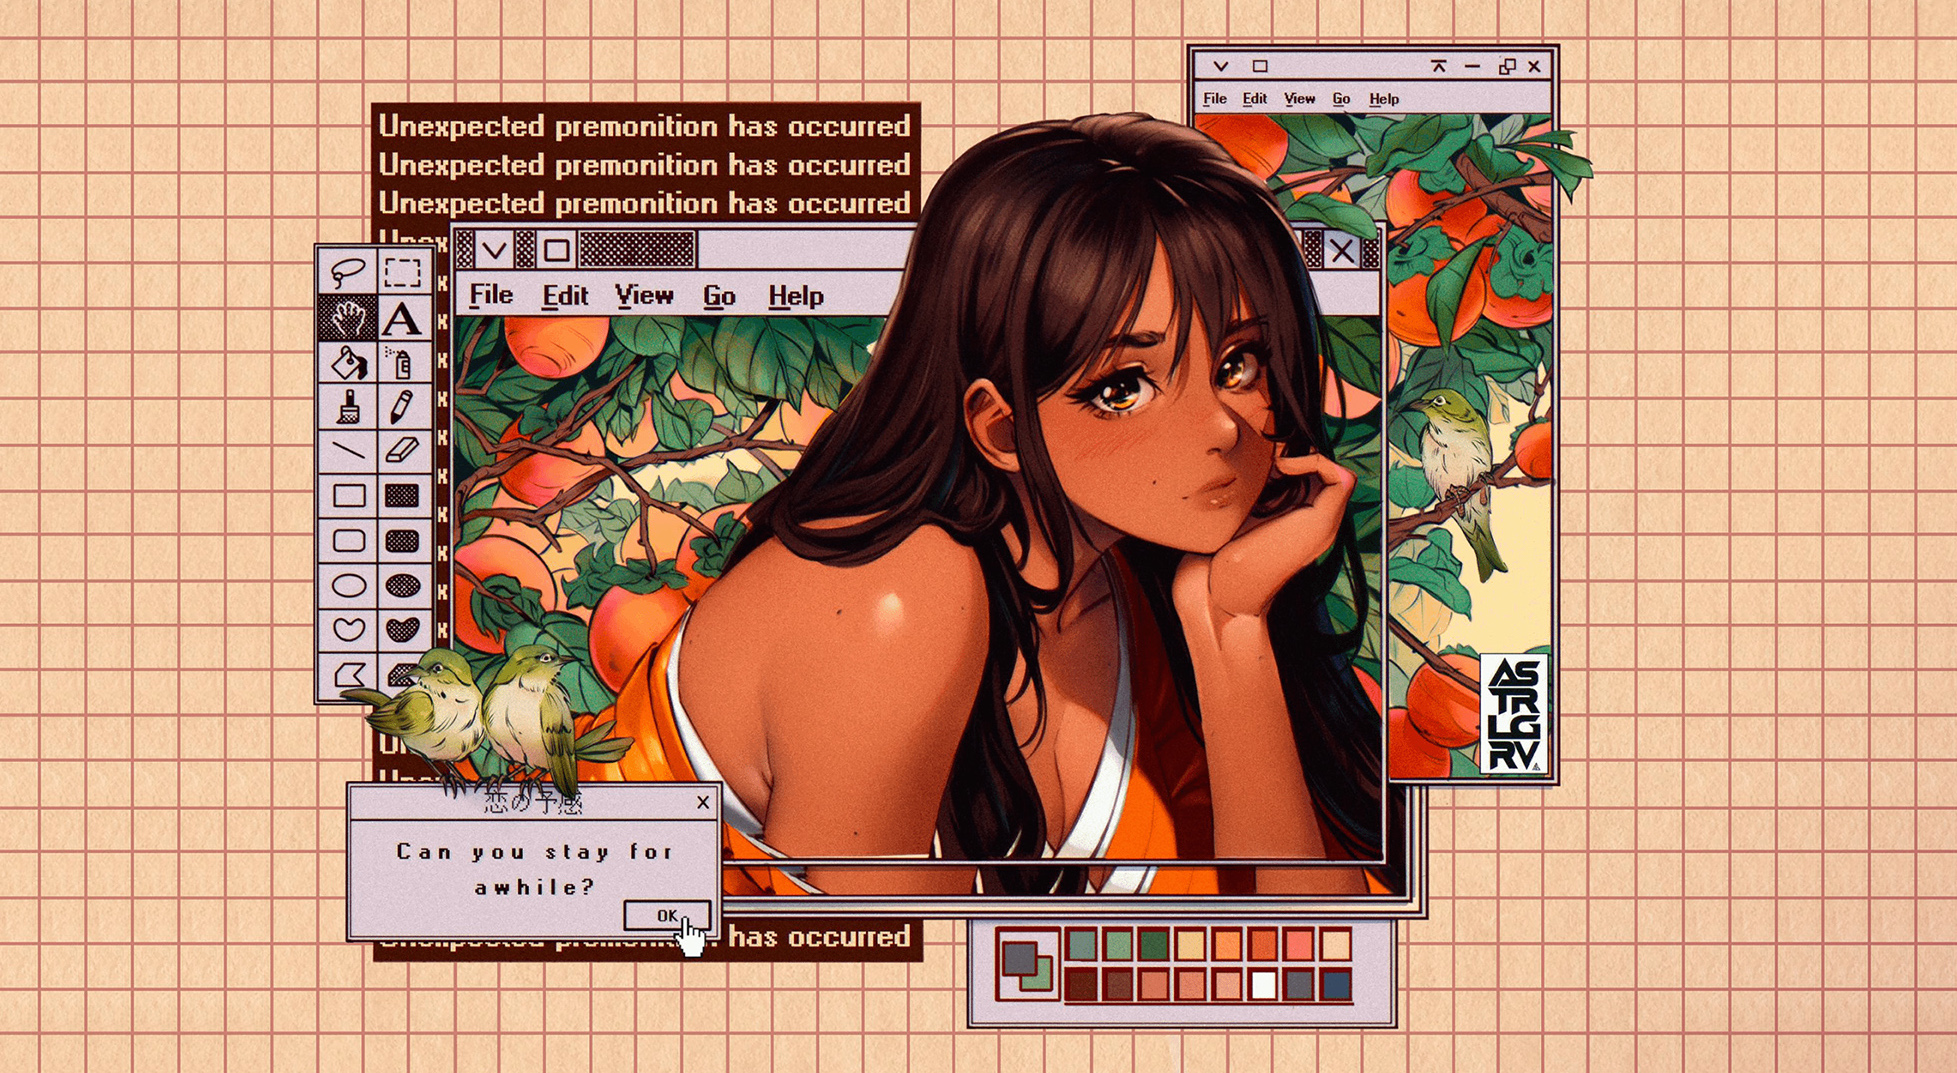 Unexpected premonition has occurred
Unexpected premonition has occurred
Unexpected premonition has occurred
File Edit View Go Help
File Edit View Go Help
A
恋の予感
X
Can you stay for
awhile?
OK
has occurred
AS
TR
LG
RV